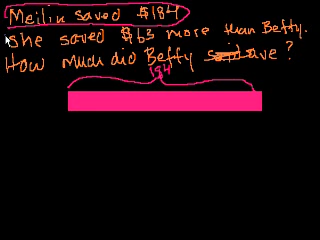 Meilin saved $184
she saved $63 more than Betty.
How much did Betty save?
184